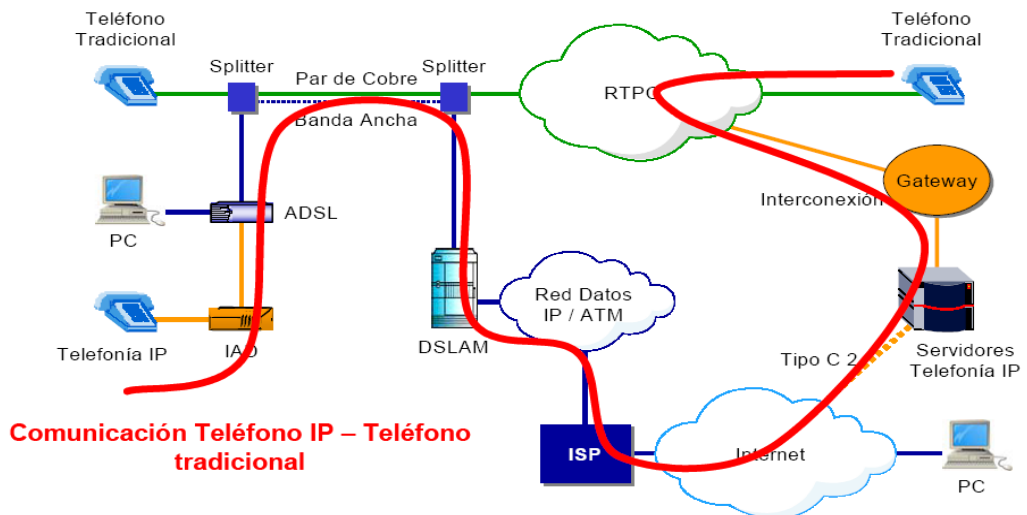 Teléfono
Tradicional
Teléfono
Tradicional
Splitter
Splitter
Par de Cobre
RTPC
Banda Ancha
Gateway
Interconexión
ADSL
PC
Red Datos
IP / ATM
Telefonía IP
IAD
DSLAM
Tipo C 2
Servidores
Telefonía IP
Comunicación Teléfono IP – Teléfono
tradicional
ISP
Internet
PC